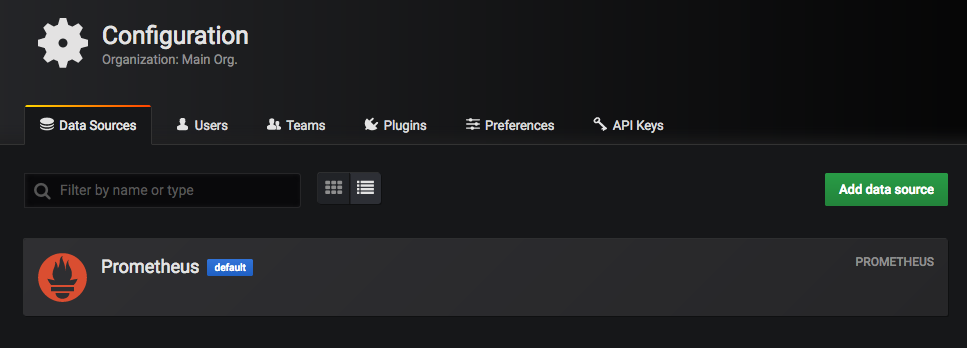 Configuration
Organization: Main Org.
Data Sources Users Teams Plugins Preferences API Keys
Filter by name or type Add data source
Prometheus default PROMETHEUS